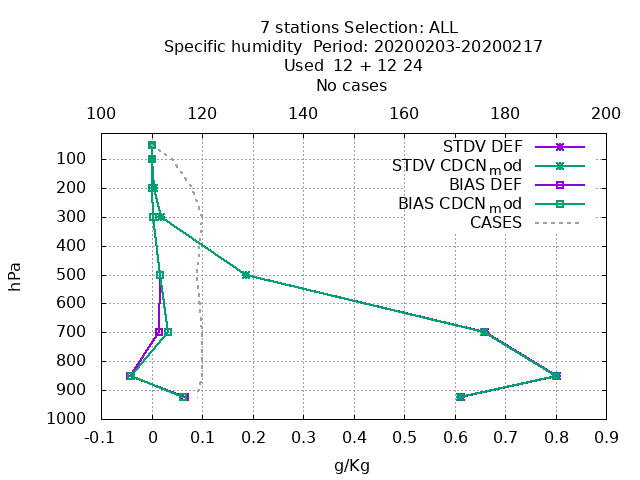 7 stations Selection: ALL
Specific humidity  Period: 20200203-20200217
Used  12 + 12 24
No cases
100 120 140 160 180 200
STDV DEF
STDV CDCNmod
BIAS DEF
BIAS CDCNmod
CASES
100
200
300
400
500
600
700
800
900
1000
hPa
-0.1 0 0.1 0.2 0.3 0.4 0.5 0.6 0.7 0.8 0.9
g/Kg